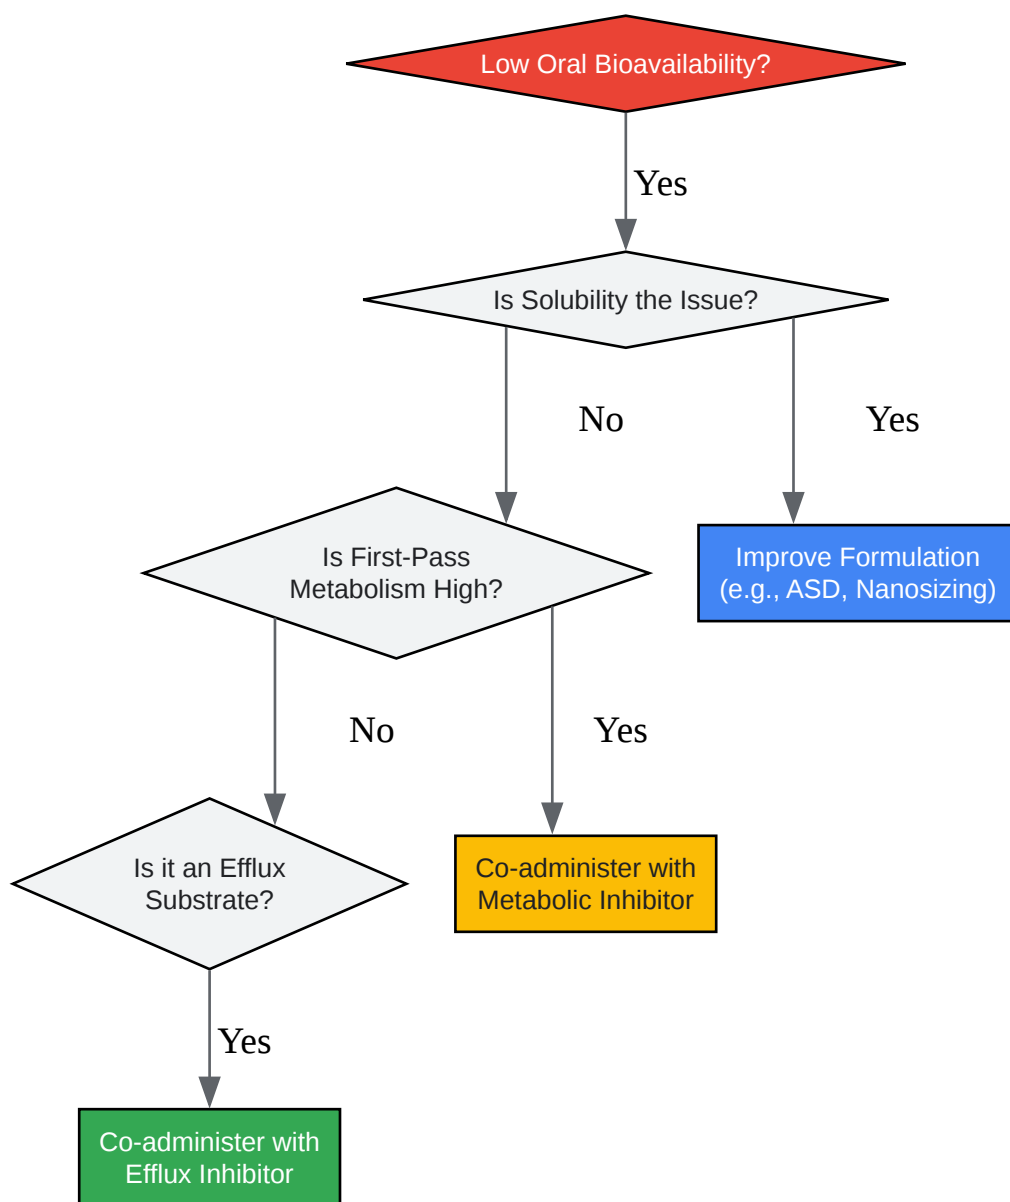 Low Oral Bioavailability?
Yes
Is Solubility the Issue?
No
Yes
Is First-Pass
Metabolism High?
Improve Formulation
(e.g., ASD, Nanosizing)
No
Yes
Is it an Efflux
Substrate?
Co-administer with
Metabolic Inhibitor
Yes
Co-administer with
Efflux Inhibitor